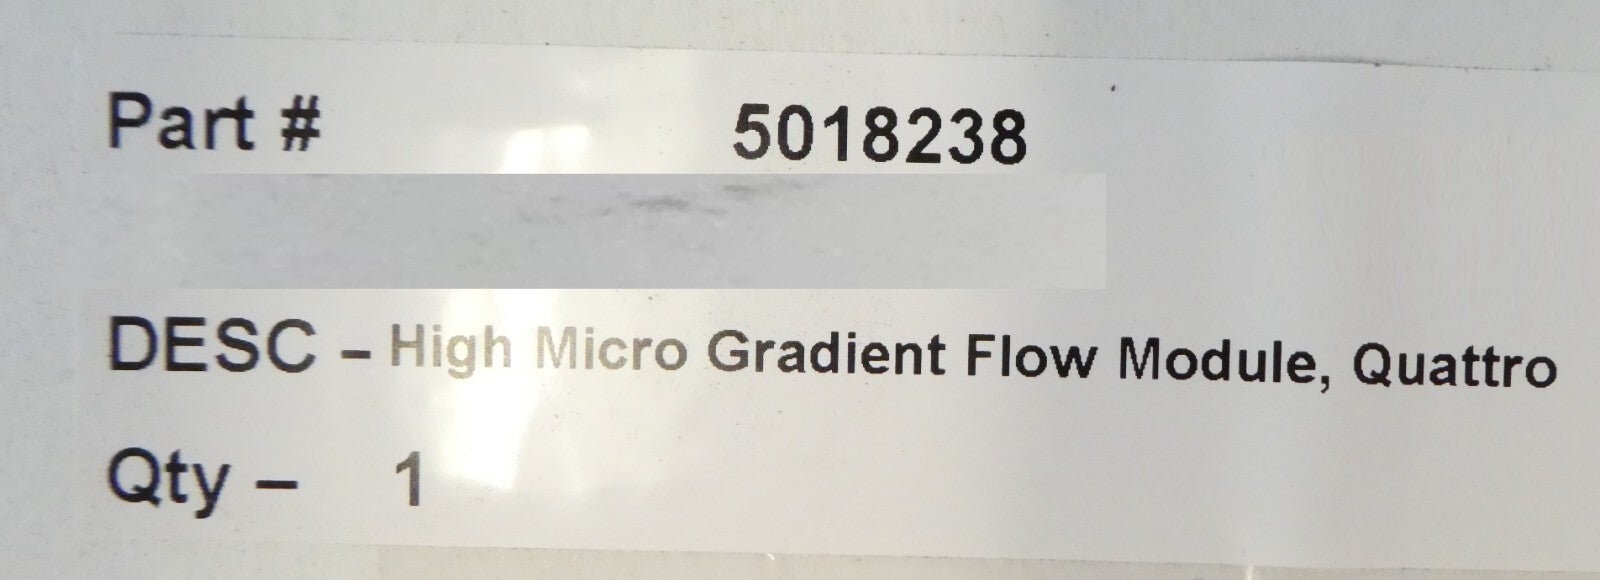 Part # 5018238
DESC – High Micro Gradient Flow Module, Quattro
Qty – 1